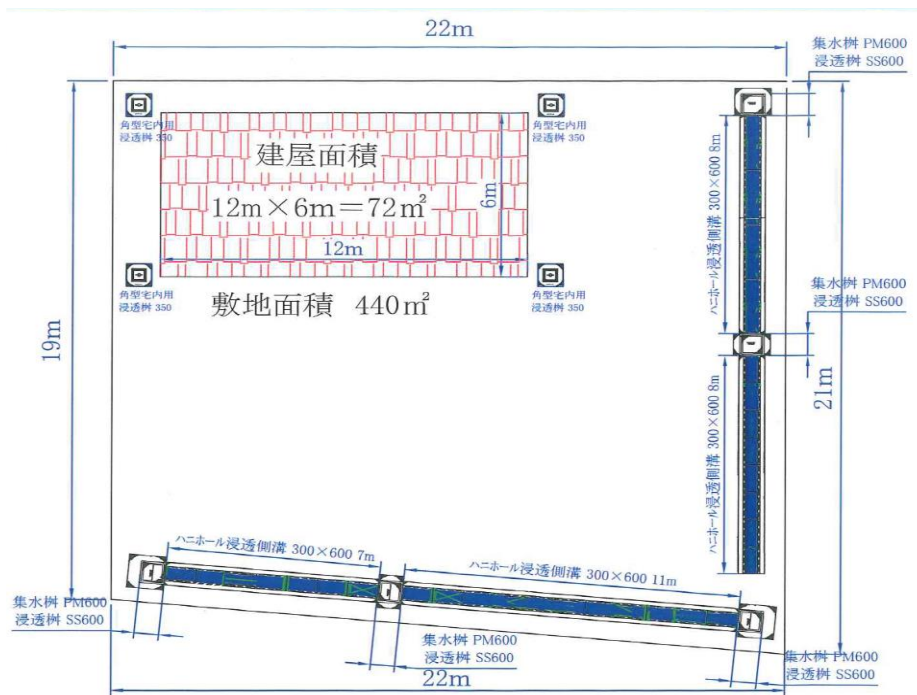 22m
集水桝 PM600
浸透桝 SS600
角型宅内用
浸透桝 350
角型宅内用
浸透桝 350
建屋面積
12m×6m=72㎡
6m
12m
ハニホール浸透側溝 300×600 8m
角型宅内用
浸透桝 350
角型宅内用
浸透桝 350
敷地面積 440㎡
集水桝 PM600
浸透桝 SS600
19m
21m
ハニホール浸透側溝 300×600 8m
ハニホール浸透側溝 300×600 7m
ハニホール浸透側溝 300×600 11m
集水桝 PM600
浸透桝 SS600
集水桝 PM600
浸透桝 SS600
集水桝 PM600
浸透桝 SS600
22m